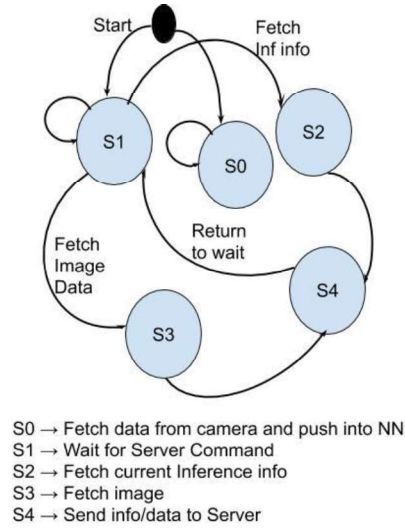 Start
Fetch
Inf info
S1
S2
S0
Return
to wait
Fetch
Image
Data
S4
S3
S0 → Fetch data from camera and push into NN
S1 → Wait for Server Command
S2 → Fetch current Inference info
S3 → Fetch image
S4 → Send info/data to Server